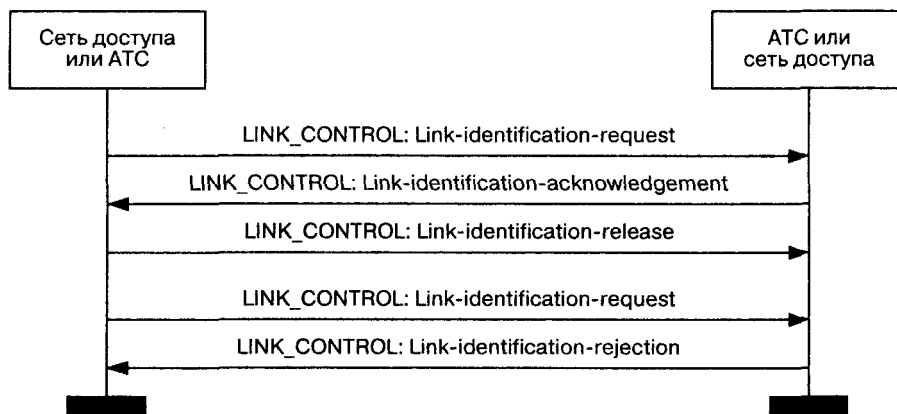 Сеть доступа
или АТС
АТС или
сеть доступа
LINK_CONTROL: Link-identification-request
LINK_CONTROL: Link-identification-acknowledgement
LINK_CONTROL: Link-identification-release
LINK_CONTROL: Link-identification-request
LINK_CONTROL: Link-identification-rejection